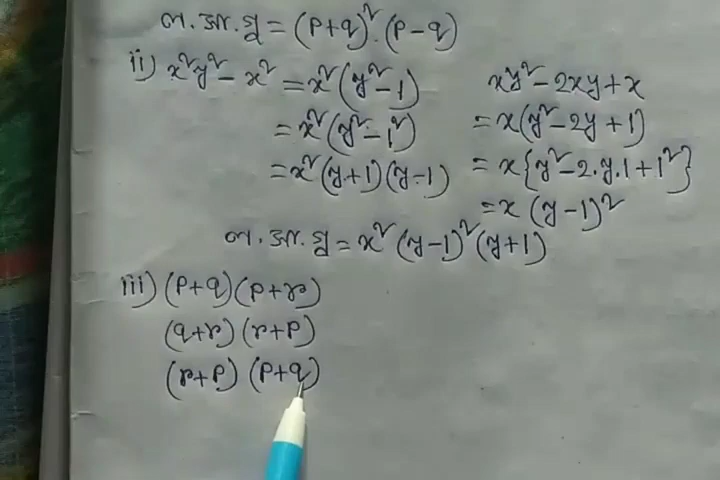 ল.সা.গু = (p+q)².(p-q)
ii) x²y² - x² = x²(y²-1)
= x²(y²-1²)
= x²(y+1)(y-1)
xy² - 2xy + x
= x(y²-2y+1)
= x{y²-2.y.1+1²}
= x(y-1)²
ল.সা.গু = x²(y-1)²(y+1)
iii) (p+q)(p+r)
(q+r)(r+p)
(r+p)(p+q)